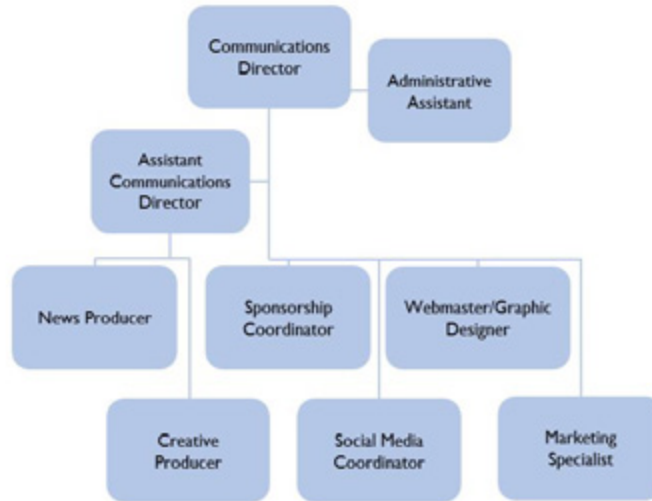 Communications
Director
Administrative
Assistant
Assistant
Communications
Director
News Producer
Sponsorship
Coordinator
Webmaster/Graphic
Designer
Creative
Producer
Social Media
Coordinator
Marketing
Specialist